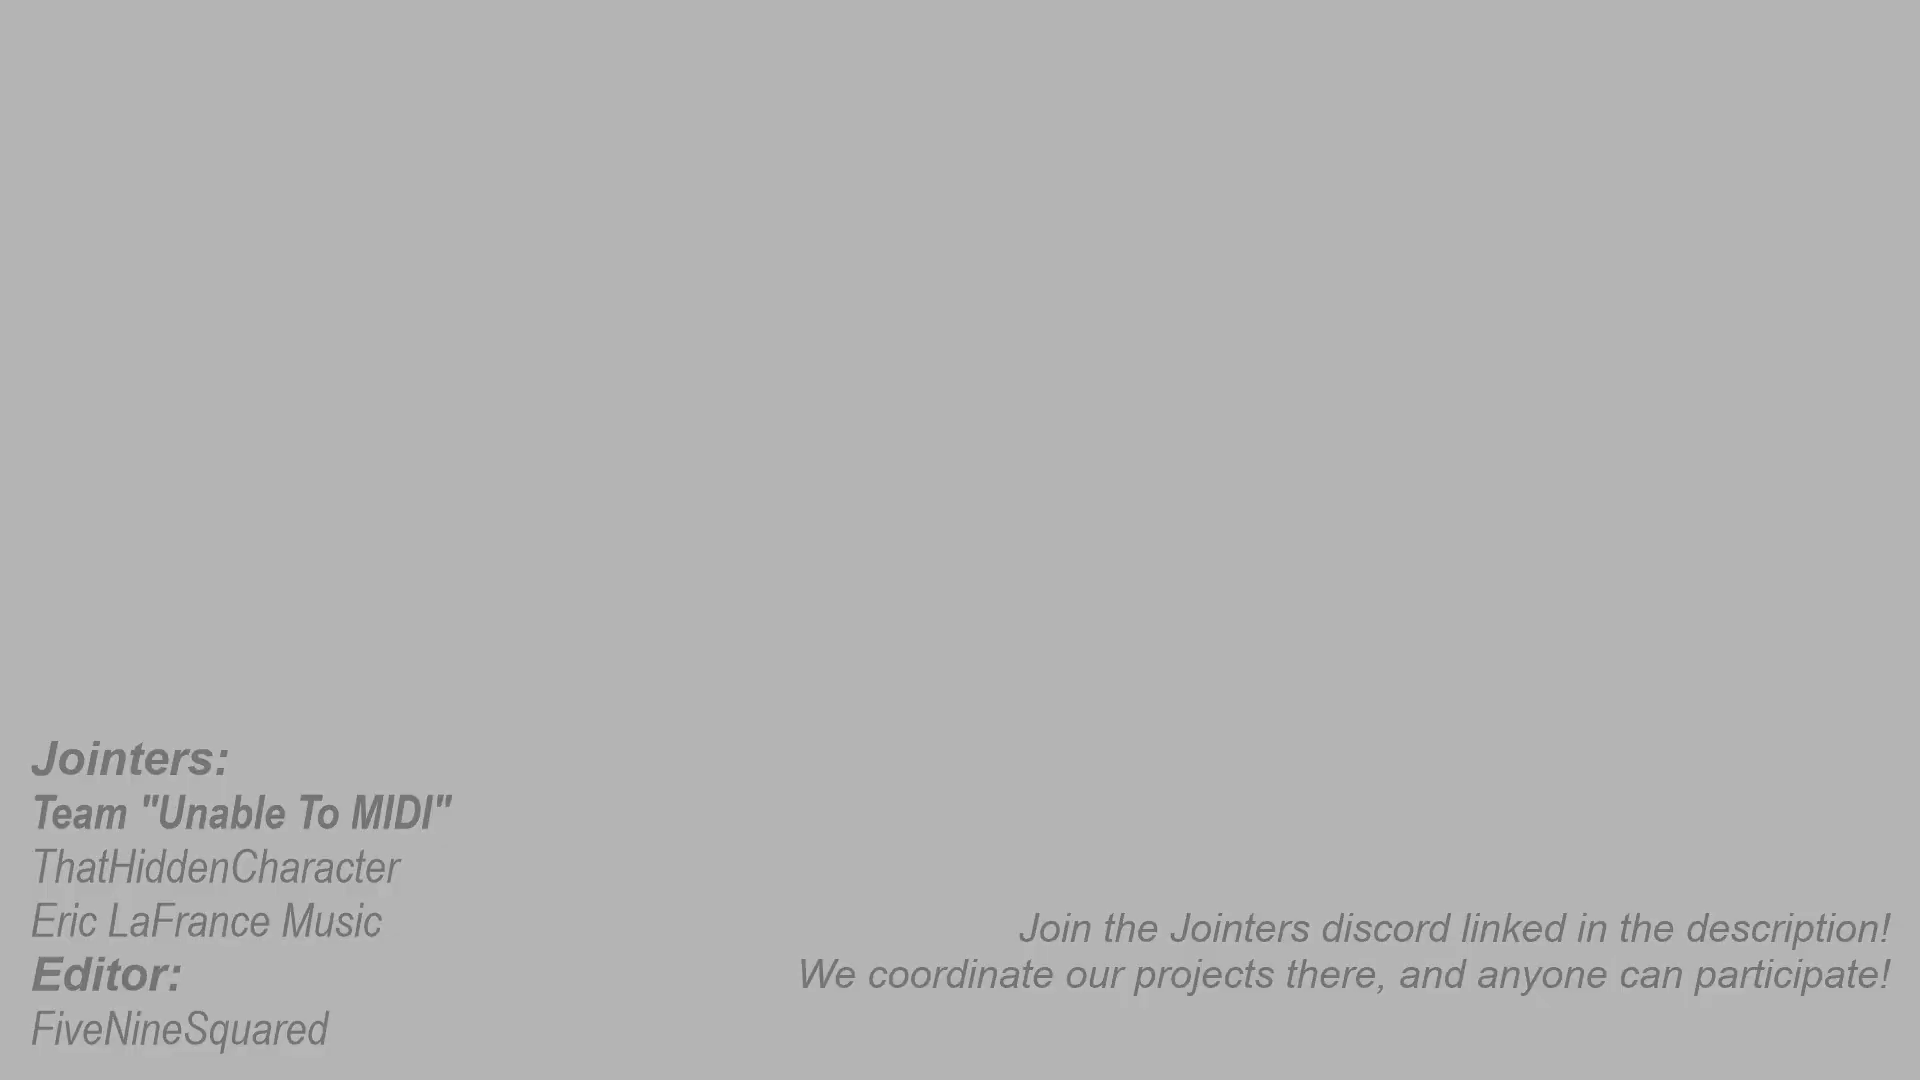 Jointers:
Team "Unable To MIDI"
ThatHiddenCharacter
Eric LaFrance Music
Editor:
FiveNineSquared
Join the Jointers discord linked in the description!
We coordinate our projects there, and anyone can participate!